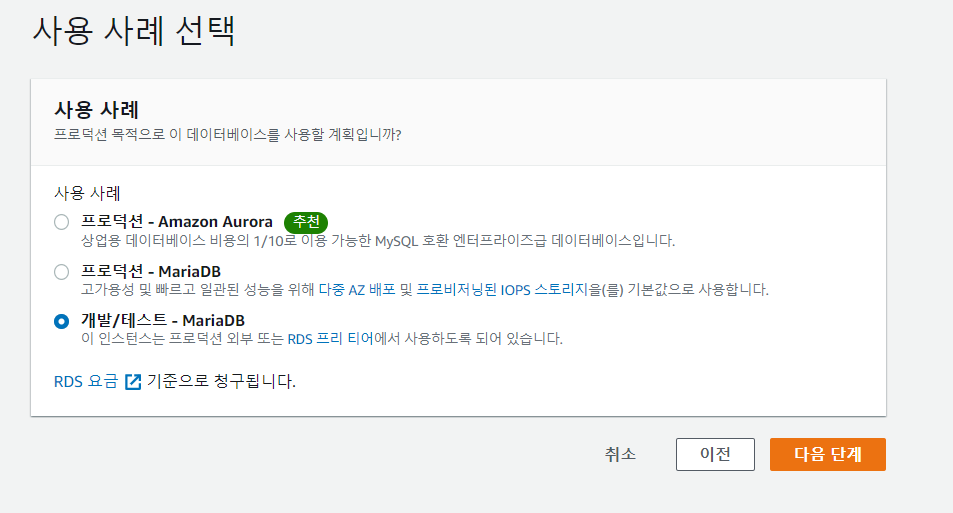 사용 사례 선택
사용 사례
프로덕션 목적으로 이 데이터베이스를 사용할 계획입니까?
사용 사례
프로덕션 - Amazon Aurora 추천
상업용 데이터베이스 비용의 1/10로 이용 가능한 MySQL 호환 엔터프라이즈급 데이터베이스입니다.
프로덕션 - MariaDB
고가용성 및 빠르고 일관된 성능을 위해 다중 AZ 배포 및 프로비저닝된 IOPS 스토리지을(를) 기본값으로 사용합니다.
개발/테스트 - MariaDB
이 인스턴스는 프로덕션 외부 또는 RDS 프리 티어에서 사용하도록 되어 있습니다.
RDS 요금 기준으로 청구됩니다.
취소 이전 다음 단계